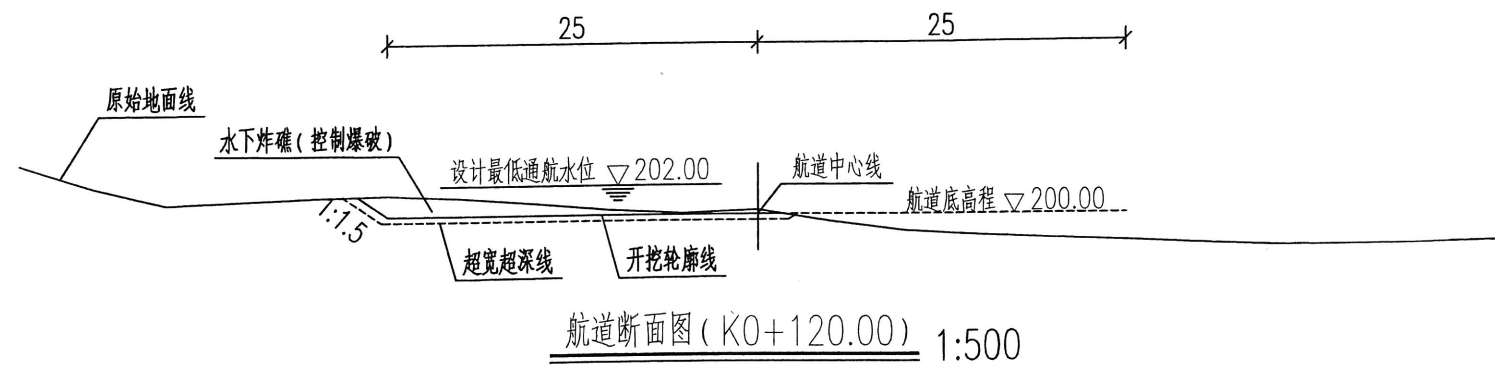 25
25
原始地面线
水下炸礁(控制爆破)
设计最低通航水位 ▽202.00
航道中心线
航道底高程 ▽200.00
1:1.5
超宽超深线
开挖轮廓线
航道断面图(K0+120.00) 1:500